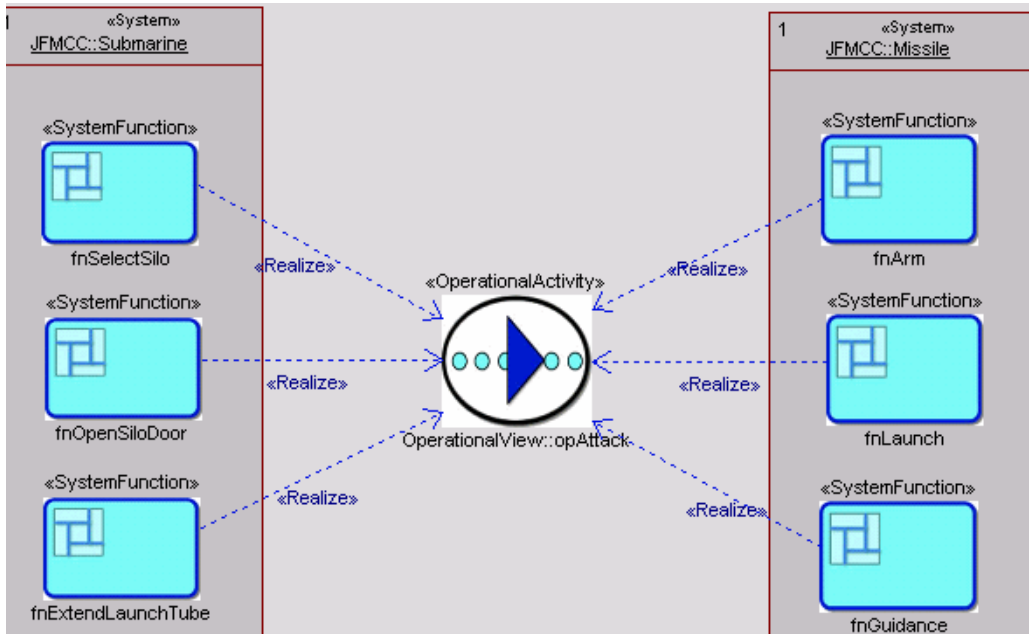 1
«System»
JFMCC::Submarine
«SystemFunction»
fnSelectSilo
«SystemFunction»
fnOpenSiloDoor
«SystemFunction»
fnExtendLaunchTube
«Realize»
«Realize»
«Realize»
«OperationalActivity»
OperationalView::opAttack
«Realize»
«Realize»
«Realize»
1
«System»
JFMCC::Missile
«SystemFunction»
fnArm
«SystemFunction»
fnLaunch
«SystemFunction»
fnGuidance